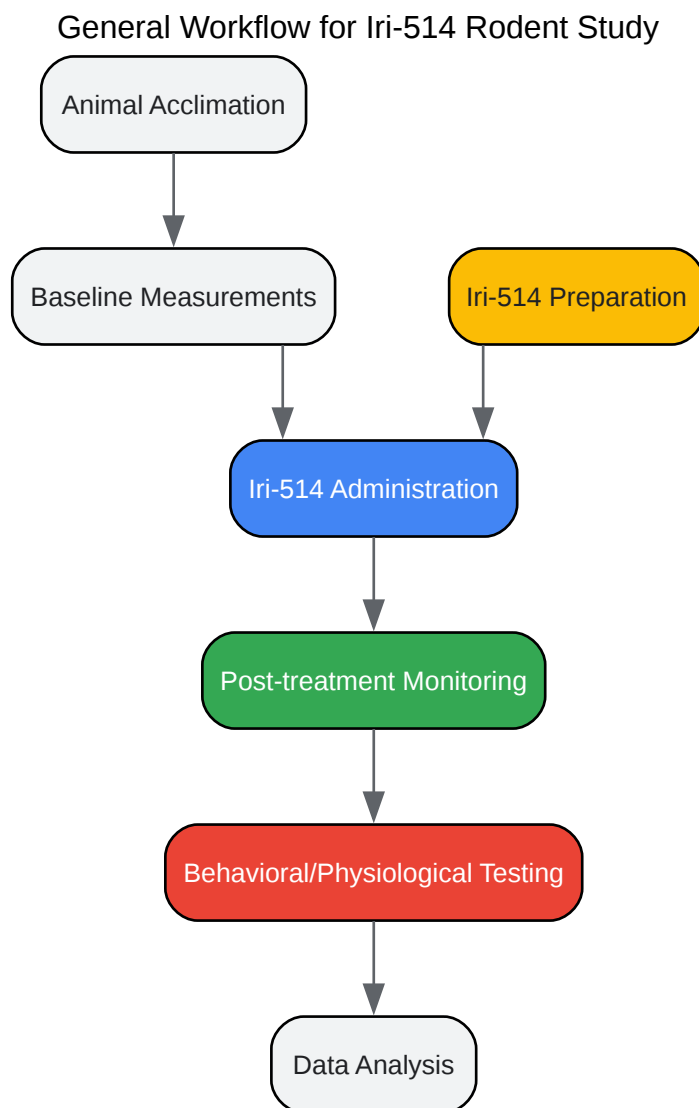 General Workflow for Iri-514 Rodent Study
Animal Acclimation
Baseline Measurements
Iri-514 Preparation
Iri-514 Administration
Post-treatment Monitoring
Behavioral/Physiological Testing
Data Analysis